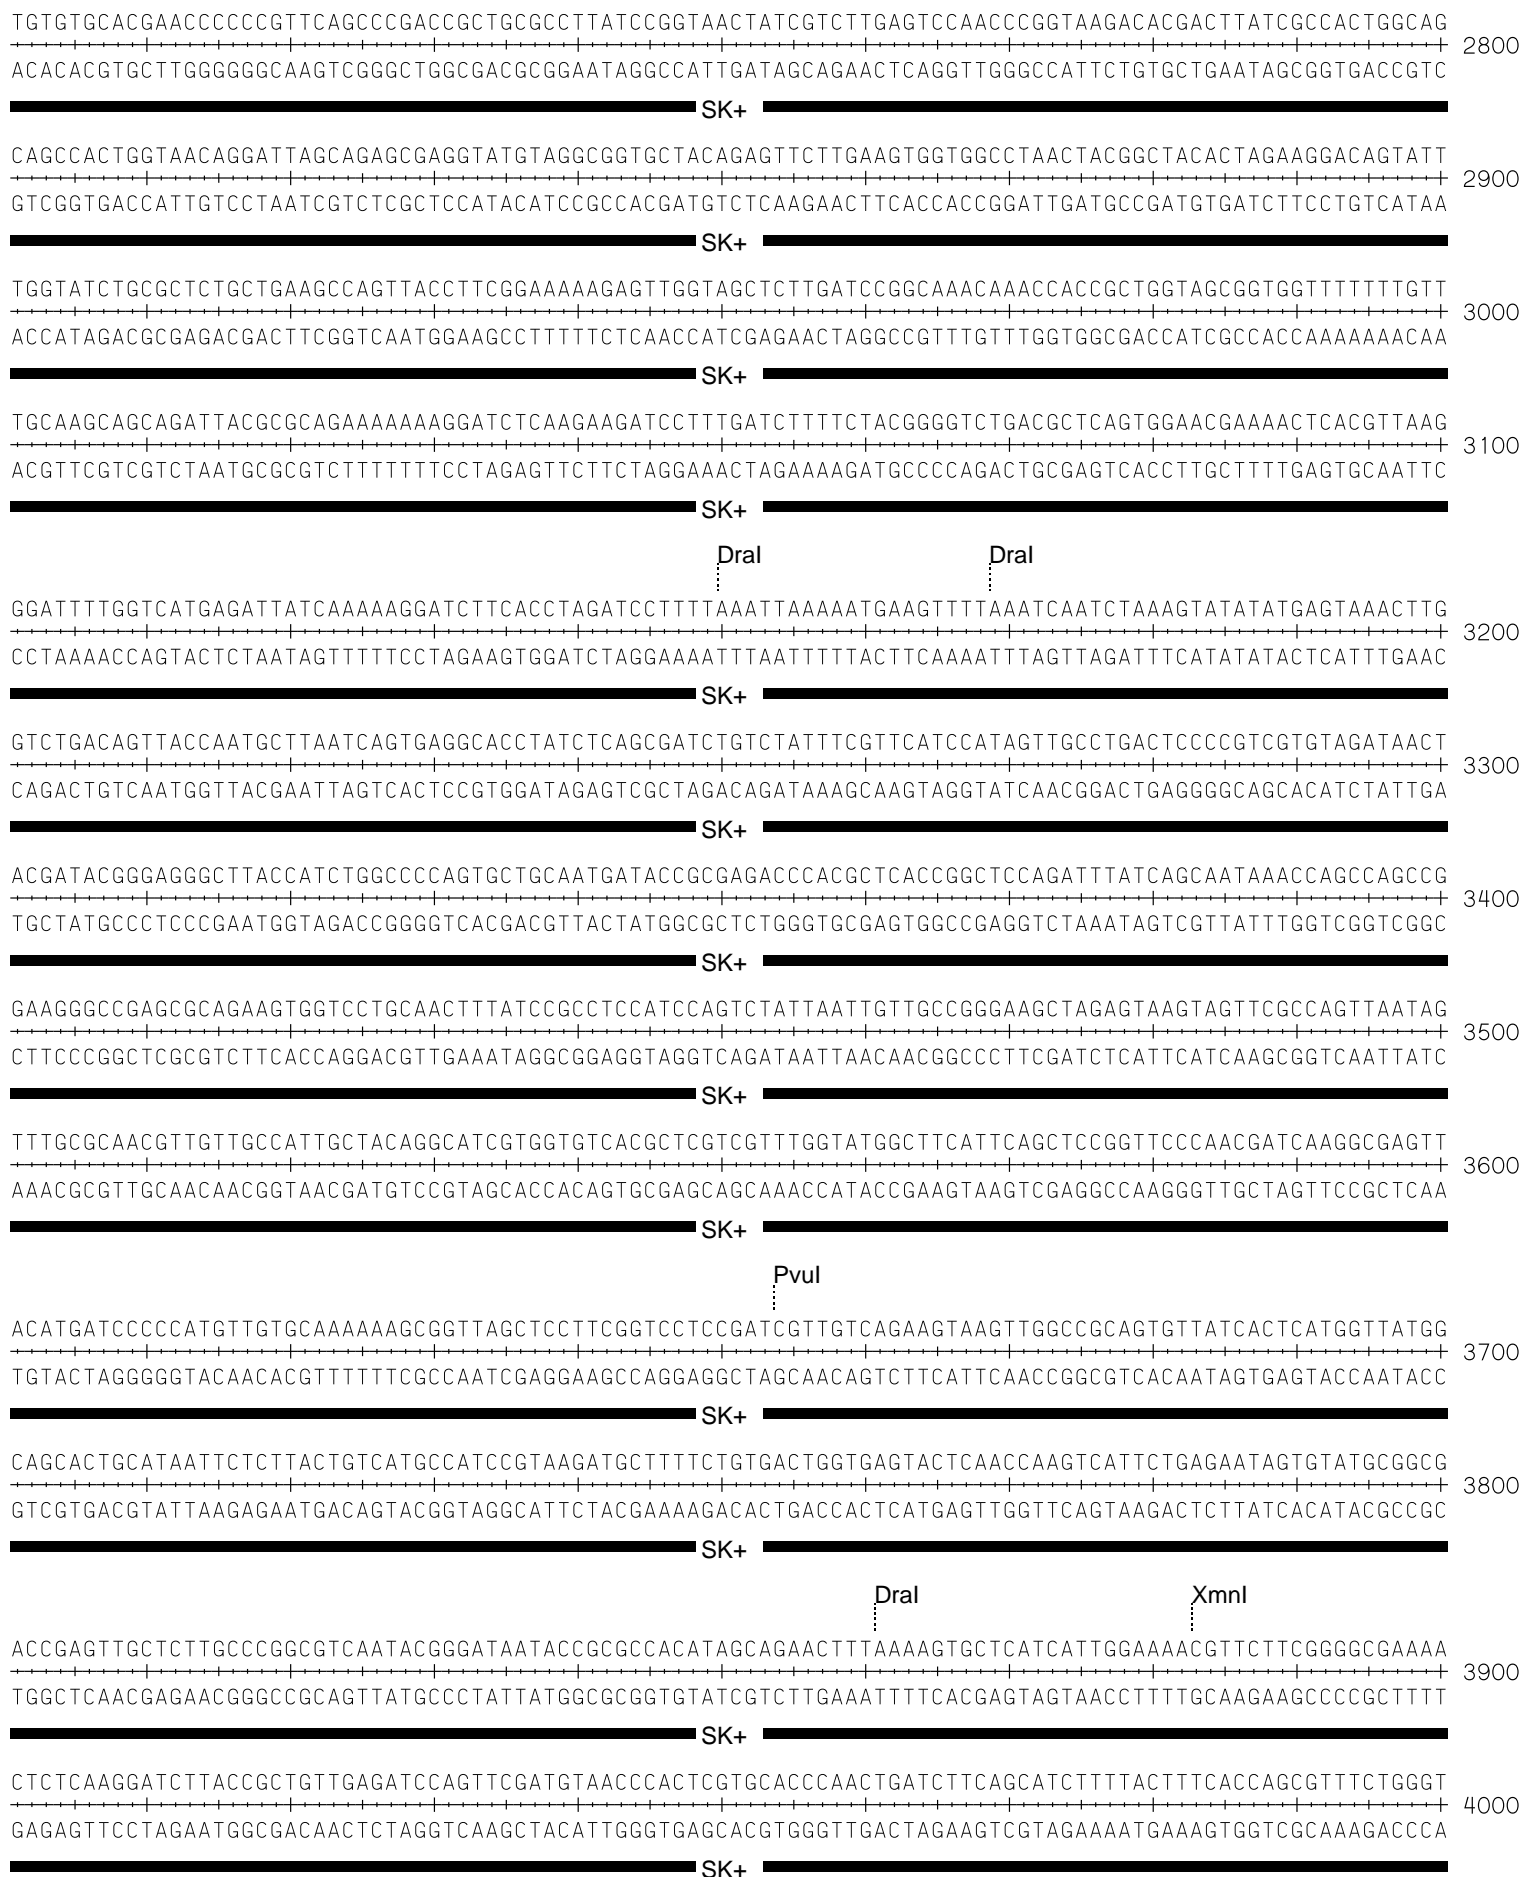 TGTGTGCACGAACCCCCCGTTCAGCCCGACCGCTGCGCCTTATCCGGTAACTATCGTCTTGAGTCCAACCCGGTAAGACACGACTTATCGCCACTGGCAG
2800
ACACACGTGCTTGGGGGGCAAGTCGGGCTGGCGACGCGGAATAGGCCATTGATAGCAGAACTCAGGTTGGGCCATTCTGTGCTGAATAGCGGTGACCGTC
SK+
CAGCCACTGGTAACAGGATTAGCAGAGCGAGGTATGTAGGCGGTGCTACAGAGTTCTTGAAGTGGTGGCCTAACTACGGCTACACTAGAAGGACAGTATT
2900
GTCGGTGACCATTGTCCTAATCGTCTCGCTCCATACATCCGCCACGATGTCTCAAGAACTTCACCACCGGATTGATGCCGATGTGATCTTCCTGTCATAA
SK+
TGGTATCTGCGCTCTGCTGAAGCCAGTTACCTTCGGAAAAAGAGTTGGTAGCTCTTGATCCGGCAAACAAACCACCGCTGGTAGCGGTGGTTTTTTTGTT
3000
ACCATAGACGCGAGACGACTTCGGTCAATGGAAGCCTTTTTCTCAACCATCGAGAACTAGGCCGTTTGTTTGGTGGCGACCATCGCCACCAAAAAAACAA
SK+
TGCAAGCAGCAGATTACGCGCAGAAAAAAAGGATCTCAAGAAGATCCTTTGATCTTTTCTACGGGGTCTGACGCTCAGTGGAACGAAAACTCACGTTAAG
3100
ACGTTCGTCGTCTAATGCGCGTCTTTTTTTCCTAGAGTTCTTCTAGGAAACTAGAAAAGATGCCCCAGACTGCGAGTCACCTTGCTTTTGAGTGCAATTC
SK+
DraI DraI
GGATTTTGGTCATGAGATTATCAAAAAGGATCTTCACCTAGATCCTTTTAAATTAAAAATGAAGTTTTAAATCAATCTAAAGTATATATGAGTAAACTTG
3200
CCTAAAACCAGTACTCTAATAGTTTTTCCTAGAAGTGGATCTAGGAAAATTTAATTTTTACTTCAAAATTTAGTTAGATTTCATATATACTCATTTGAAC
SK+
GTCTGACAGTTACCAATGCTTAATCAGTGAGGCACCTATCTCAGCGATCTGTCTATTTCGTTCATCCATAGTTGCCTGACTCCCCGTCGTGTAGATAACT
3300
CAGACTGTCAATGGTTACGAATTAGTCACTCCGTGGATAGAGTCGCTAGACAGATAAAGCAAGTAGGTATCAACGGACTGAGGGGCAGCACATCTATTGA
SK+
ACGATACGGGAGGGCTTACCATCTGGCCCCAGTGCTGCAATGATACCGCGAGACCCACGCTCACCGGCTCCAGATTTATCAGCAATAAACCAGCCAGCCG
3400
TGCTATGCCCTCCCGAATGGTAGACCGGGGTCACGACGTTACTATGGCGCTCTGGGTGCGAGTGGCCGAGGTCTAAATAGTCGTTATTTGGTCGGTCGGC
SK+
GAAGGGCCGAGCGCAGAAGTGGTCCTGCAACTTTATCCGCCTCCATCCAGTCTATTAATTGTTGCCGGGAAGCTAGAGTAAGTAGTTCGCCAGTTAATAG
3500
CTTCCCGGCTCGCGTCTTCACCAGGACGTTGAAATAGGCGGAGGTAGGTCAGATAATTAACAACGGCCCTTCGATCTCATTCATCAAGCGGTCAATTATC
SK+
TTTGCGCAACGTTGTTGCCATTGCTACAGGCATCGTGGTGTCACGCTCGTCGTTTGGTATGGCTTCATTCAGCTCCGGTTCCCAACGATCAAGGCGAGTT
3600
AAACGCGTTGCAACAACGGTAACGATGTCCGTAGCACCACAGTGCGAGCAGCAAACCATACCGAAGTAAGTCGAGGCCAAGGGTTGCTAGTTCCGCTCAA
SK+
PvuI
ACATGATCCCCCATGTTGTGCAAAAAAGCGGTTAGCTCCTTCGGTCCTCCGATCGTTGTCAGAAGTAAGTTGGCCGCAGTGTTATCACTCATGGTTATGG
3700
TGTACTAGGGGGTACAACACGTTTTTTCGCCAATCGAGGAAGCCAGGAGGCTAGCAACAGTCTTCATTCAACCGGCGTCACAATAGTGAGTACCAATACC
SK+
CAGCACTGCATAATTCTCTTACTGTCATGCCATCCGTAAGATGCTTTTCTGTGACTGGTGAGTACTCAACCAAGTCATTCTGAGAATAGTGTATGCGGCG
3800
GTCGTGACGTATTAAGAGAATGACAGTACGGTAGGCATTCTACGAAAAGACACTGACCACTCATGAGTTGGTTCAGTAAGACTCTTATCACATACGCCGC
SK+
DraI XmnI
ACCGAGTTGCTCTTGCCCGGCGTCAATACGGGATAATACCGCGCCACATAGCAGAACTTTAAAAGTGCTCATCATTGGAAAACGTTCTTCGGGGCGAAAA
3900
TGGCTCAACGAGAACGGGCCGCAGTTATGCCCTATTATGGCGCGGTGTATCGTCTTGAAATTTTCACGAGTAGTAACCTTTTGCAAGAAGCCCCGCTTTT
SK+
CTCTCAAGGATCTTACCGCTGTTGAGATCCAGTTCGATGTAACCCACTCGTGCACCCAACTGATCTTCAGCATCTTTTACTTTCACCAGCGTTTCTGGGT
4000
GAGAGTTCCTAGAATGGCGACAACTCTAGGTCAAGCTACATTGGGTGAGCACGTGGGTTGACTAGAAGTCGTAGAAAATGAAAGTGGTCGCAAAGACCCA
SK+